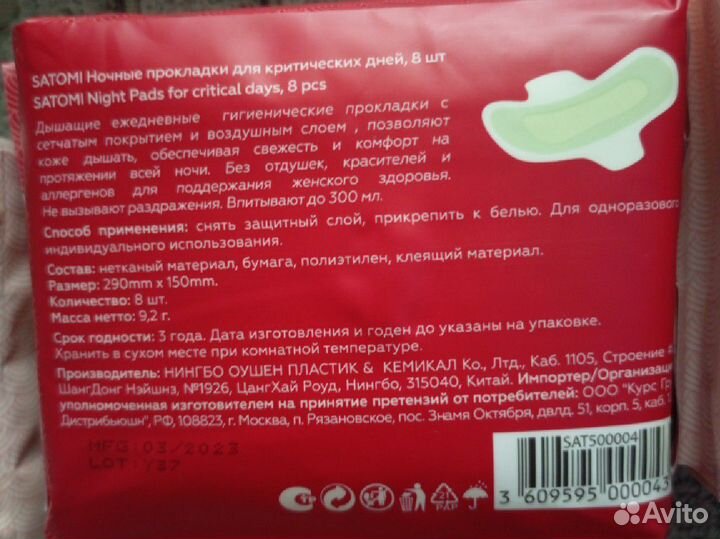 SATOMI Ночные прокладки для критических дней, 8 шт
SATOMI Night Pads for critical days, 8 pcs
Дышащие ежедневные гигиенические прокладки с
сетчатым покрытием и воздушным слоем , позволяют
коже дышать, обеспечивая свежесть и комфорт на
протяжении всей ночи. Без отдушек, красителей и
аллергенов для поддержания женского здоровья.
Не вызывают раздражения. Впитывают до 300 мл.
Способ применения: снять защитный слой, прикрепить к белью. Для одноразового
индивидуального использования.
Состав: нетканый материал, бумага, полиэтилен, клеящий материал.
Размер: 290mm x 150mm.
Количество: 8 шт.
Масса нетто: 9,2 г.
Срок годности: 3 года. Дата изготовления и годен до указаны на упаковке.
Хранить в сухом месте при комнатной температуре.
Производитель: НИНГБО ОУШЕН ПЛАСТИК & КЕМИКАЛ Ко., Лтд., Каб. 1105, Строение
ШангДонг Нэйшнз, №1926, ЦангХай Роуд, Нингбо, 315040, Китай. Импортер/Организация
уполномоченная изготовителем на принятие претензий от потребителей: ООО "Курс Гр
Дистрибьюшн", РФ, 108823, г. Москва, п. Рязановское, пос. Знамя Октября, двлд. 51, корп. 5, каб.
MFG: 03/2023
LOT: Y37
SAT500004
3 609595 000043
21
PAP
Avito